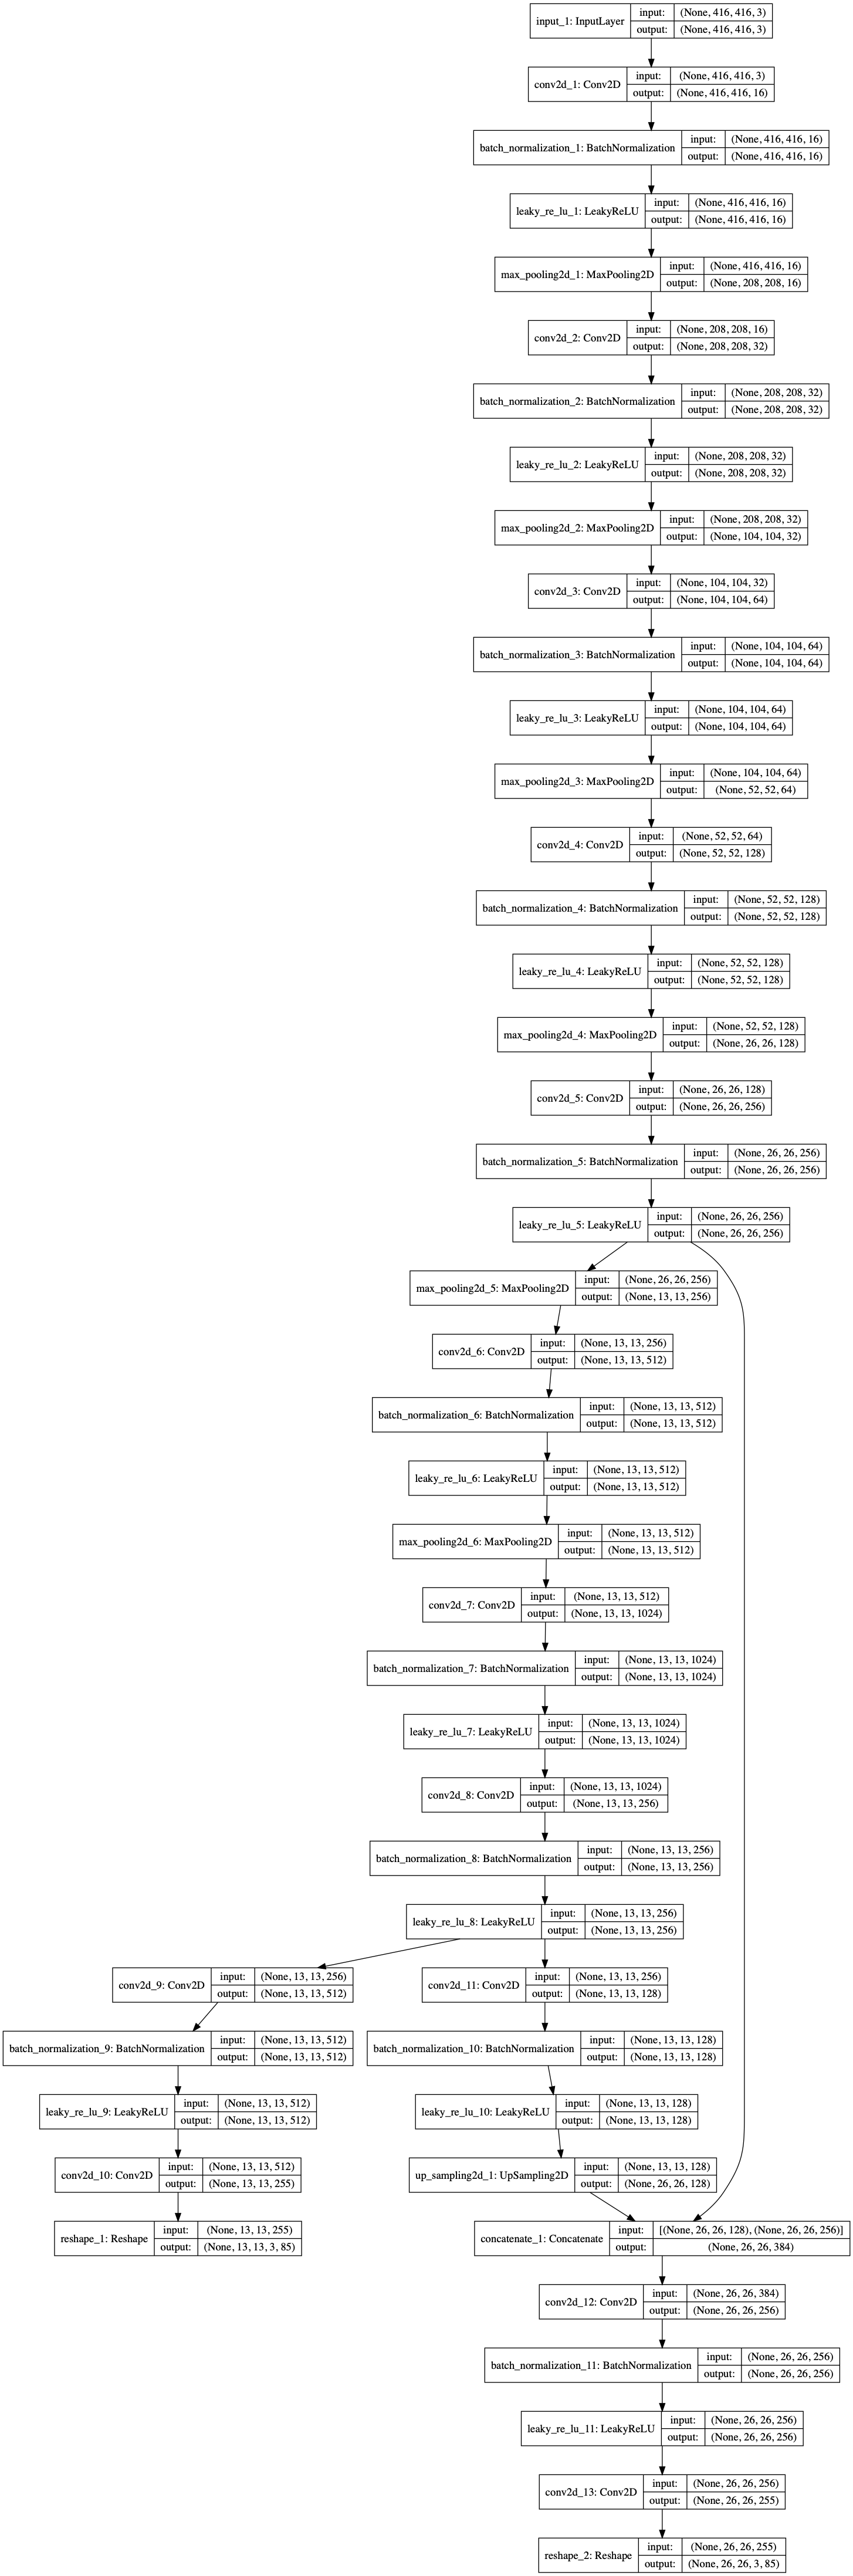 input_1: InputLayer
input: (None, 416, 416, 3)
output: (None, 416, 416, 3)
conv2d_1: Conv2D
input: (None, 416, 416, 3)
output: (None, 416, 416, 16)
batch_normalization_1: BatchNormalization
input: (None, 416, 416, 16)
output: (None, 416, 416, 16)
leaky_re_lu_1: LeakyReLU
input: (None, 416, 416, 16)
output: (None, 416, 416, 16)
max_pooling2d_1: MaxPooling2D
input: (None, 416, 416, 16)
output: (None, 208, 208, 16)
conv2d_2: Conv2D
input: (None, 208, 208, 16)
output: (None, 208, 208, 32)
batch_normalization_2: BatchNormalization
input: (None, 208, 208, 32)
output: (None, 208, 208, 32)
leaky_re_lu_2: LeakyReLU
input: (None, 208, 208, 32)
output: (None, 208, 208, 32)
max_pooling2d_2: MaxPooling2D
input: (None, 208, 208, 32)
output: (None, 104, 104, 32)
conv2d_3: Conv2D
input: (None, 104, 104, 32)
output: (None, 104, 104, 64)
batch_normalization_3: BatchNormalization
input: (None, 104, 104, 64)
output: (None, 104, 104, 64)
leaky_re_lu_3: LeakyReLU
input: (None, 104, 104, 64)
output: (None, 104, 104, 64)
max_pooling2d_3: MaxPooling2D
input: (None, 104, 104, 64)
output: (None, 52, 52, 64)
conv2d_4: Conv2D
input: (None, 52, 52, 64)
output: (None, 52, 52, 128)
batch_normalization_4: BatchNormalization
input: (None, 52, 52, 128)
output: (None, 52, 52, 128)
leaky_re_lu_4: LeakyReLU
input: (None, 52, 52, 128)
output: (None, 52, 52, 128)
max_pooling2d_4: MaxPooling2D
input: (None, 52, 52, 128)
output: (None, 26, 26, 128)
conv2d_5: Conv2D
input: (None, 26, 26, 128)
output: (None, 26, 26, 256)
batch_normalization_5: BatchNormalization
input: (None, 26, 26, 256)
output: (None, 26, 26, 256)
leaky_re_lu_5: LeakyReLU
input: (None, 26, 26, 256)
output: (None, 26, 26, 256)
max_pooling2d_5: MaxPooling2D
input: (None, 26, 26, 256)
output: (None, 13, 13, 256)
conv2d_6: Conv2D
input: (None, 13, 13, 256)
output: (None, 13, 13, 512)
batch_normalization_6: BatchNormalization
input: (None, 13, 13, 512)
output: (None, 13, 13, 512)
leaky_re_lu_6: LeakyReLU
input: (None, 13, 13, 512)
output: (None, 13, 13, 512)
max_pooling2d_6: MaxPooling2D
input: (None, 13, 13, 512)
output: (None, 13, 13, 512)
conv2d_7: Conv2D
input: (None, 13, 13, 512)
output: (None, 13, 13, 1024)
batch_normalization_7: BatchNormalization
input: (None, 13, 13, 1024)
output: (None, 13, 13, 1024)
leaky_re_lu_7: LeakyReLU
input: (None, 13, 13, 1024)
output: (None, 13, 13, 1024)
conv2d_8: Conv2D
input: (None, 13, 13, 1024)
output: (None, 13, 13, 256)
batch_normalization_8: BatchNormalization
input: (None, 13, 13, 256)
output: (None, 13, 13, 256)
leaky_re_lu_8: LeakyReLU
input: (None, 13, 13, 256)
output: (None, 13, 13, 256)
conv2d_9: Conv2D
input: (None, 13, 13, 256)
output: (None, 13, 13, 512)
conv2d_11: Conv2D
input: (None, 13, 13, 256)
output: (None, 13, 13, 128)
batch_normalization_9: BatchNormalization
input: (None, 13, 13, 512)
output: (None, 13, 13, 512)
batch_normalization_10: BatchNormalization
input: (None, 13, 13, 128)
output: (None, 13, 13, 128)
leaky_re_lu_9: LeakyReLU
input: (None, 13, 13, 512)
output: (None, 13, 13, 512)
leaky_re_lu_10: LeakyReLU
input: (None, 13, 13, 128)
output: (None, 13, 13, 128)
conv2d_10: Conv2D
input: (None, 13, 13, 512)
output: (None, 13, 13, 255)
up_sampling2d_1: UpSampling2D
input: (None, 13, 13, 128)
output: (None, 26, 26, 128)
reshape_1: Reshape
input: (None, 13, 13, 255)
output: (None, 13, 13, 3, 85)
concatenate_1: Concatenate
input: [(None, 26, 26, 128), (None, 26, 26, 256)]
output: (None, 26, 26, 384)
conv2d_12: Conv2D
input: (None, 26, 26, 384)
output: (None, 26, 26, 256)
batch_normalization_11: BatchNormalization
input: (None, 26, 26, 256)
output: (None, 26, 26, 256)
leaky_re_lu_11: LeakyReLU
input: (None, 26, 26, 256)
output: (None, 26, 26, 256)
conv2d_13: Conv2D
input: (None, 26, 26, 256)
output: (None, 26, 26, 255)
reshape_2: Reshape
input: (None, 26, 26, 255)
output: (None, 26, 26, 3, 85)